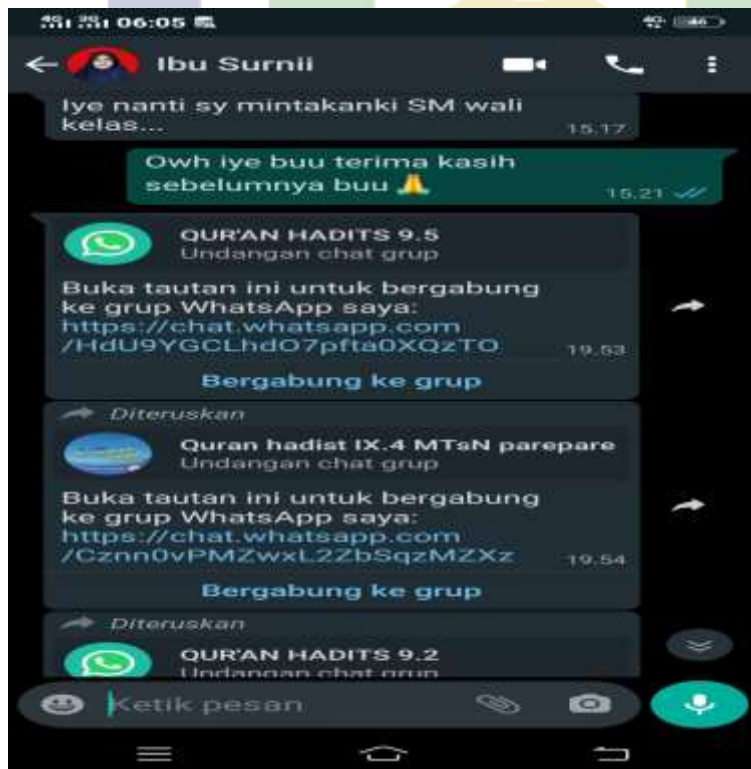 06:05
Ibu Surnii
Iye nanti sy mintakanki SM wali
kelas...
15.17
Owh iye buu terima kasih
sebelumnya buu 🙏
15.21
QUR'AN HADITS 9.5
Undangan chat grup
Buka tautan ini untuk bergabung
ke grup WhatsApp saya:
https://chat.whatsapp.com
/HdU9YGCLhdO7pfta0XQzTO
19.53
Bergabung ke grup
Diteruskan
Quran hadist IX.4 MTsN parepare
Undangan chat grup
Buka tautan ini untuk bergabung
ke grup WhatsApp saya:
https://chat.whatsapp.com
/Cznn0vPMZwxL2ZbSqzMZXz
19.54
Bergabung ke grup
Diteruskan
QUR'AN HADITS 9.2
Undangan chat grup
Ketik pesan